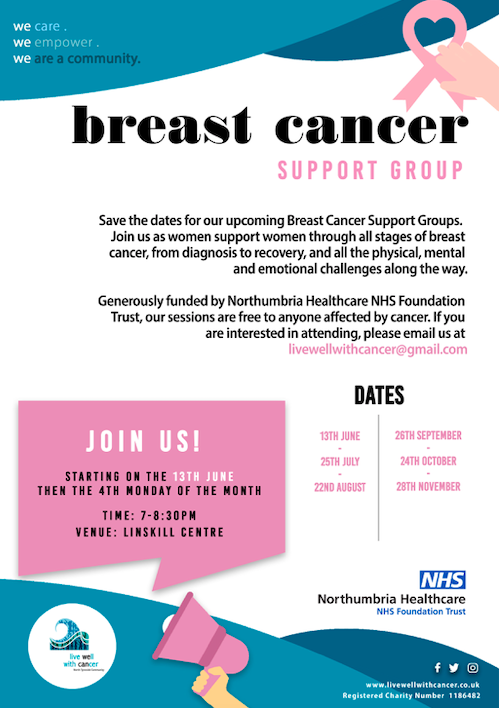 we care .
we empower .
we are a community.
breast cancer
SUPPORT GROUP
Save the dates for our upcoming Breast Cancer Support Groups.
Join us as women support women through all stages of breast
cancer, from diagnosis to recovery, and all the physical, mental
and emotional challenges along the way.
Generously funded by Northumbria Healthcare NHS Foundation
Trust, our sessions are free to anyone affected by cancer. If you
are interested in attending, please email us at
livewellwithcancer@gmail.com
JOIN US!
STARTING ON THE 13TH JUNE
THEN THE 4TH MONDAY OF THE MONTH
TIME: 7-8:30PM
VENUE: LINSKILL CENTRE
DATES
13TH JUNE
-
25TH JULY
-
22ND AUGUST
26TH SEPTEMBER
-
24TH OCTOBER
-
28TH NOVEMBER
NHS
Northumbria Healthcare
NHS Foundation Trust
live well
with cancer
www.livewellwithcancer.co.uk
Registered Charity Number 1186482